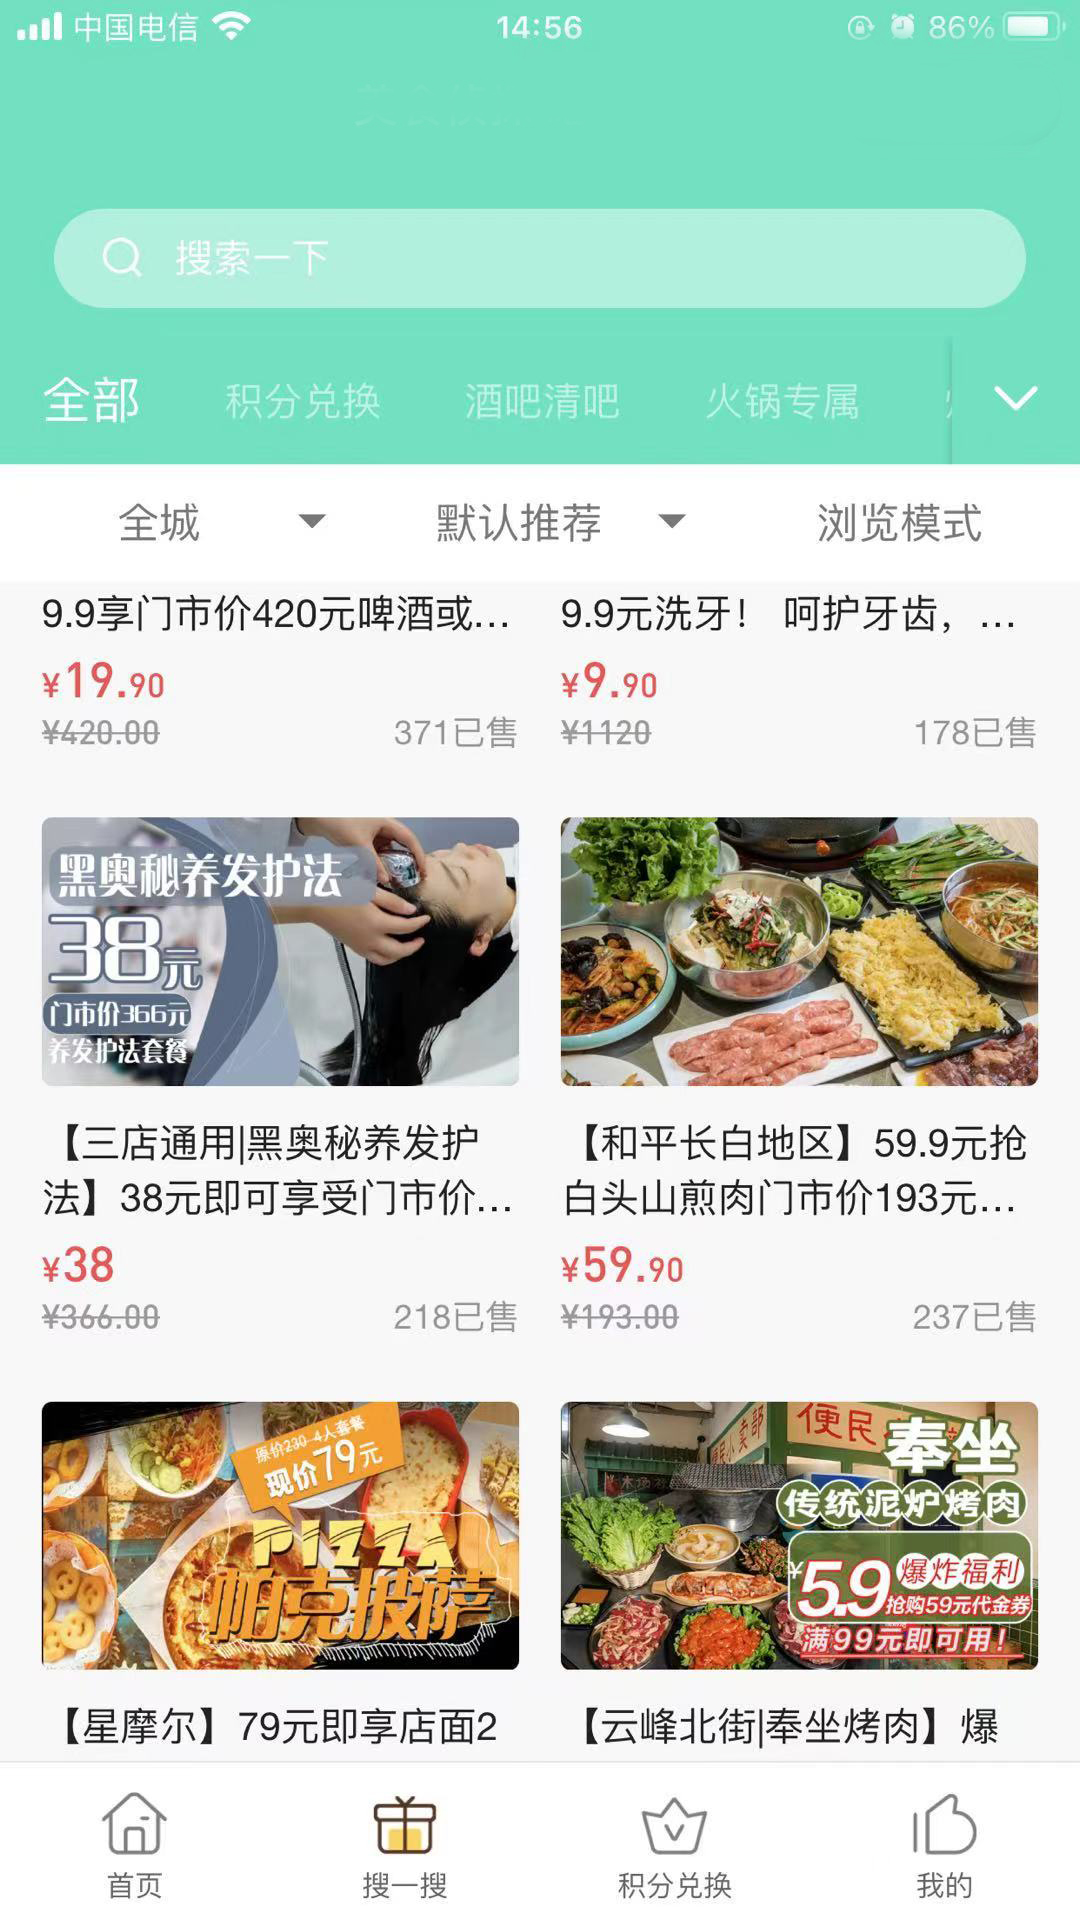 中国电信
14:56
86%
搜索一下
全部
积分兑换
酒吧清吧
火锅专属
全城
默认推荐
浏览模式
9.9享门市价420元啤酒或...
¥19.90
¥420.00
371已售
9.9元洗牙！ 呵护牙齿，...
¥9.90
¥1120
178已售
黑奥秘养发护法
38元
门市价366元
养发护法套餐
【三店通用|黑奥秘养发护
法】38元即可享受门市价...
¥38
¥366.00
218已售
【和平长白地区】59.9元抢
白头山煎肉门市价193元...
¥59.90
¥193.00
237已售
原价230 4人套餐
现价79元
PIZZA
帕克披萨
【星摩尔】79元即享店面2
便民小卖部
便民
奉坐
传统泥炉烤肉
¥5.9
爆炸福利
抢购59元代金券
满99元即可用！
【云峰北街|奉坐烤肉】爆
首页
搜一搜
积分兑换
我的